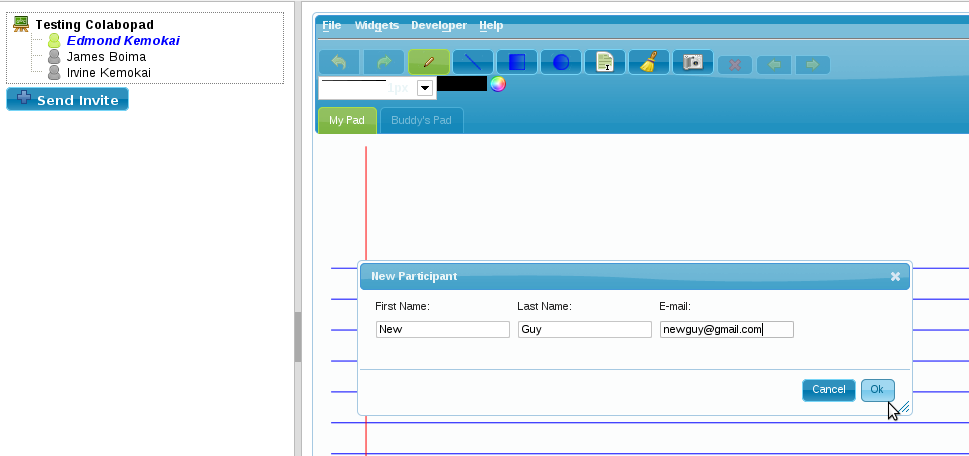 Testing Colabopad
Edmond Kemokai
James Boima
Irvine Kemokai
Send Invite
File Widgets Developer Help
1px
My Pad Buddy's Pad
New Participant
First Name: Last Name: E-mail:
New Guy newguy@gmail.com
Cancel Ok